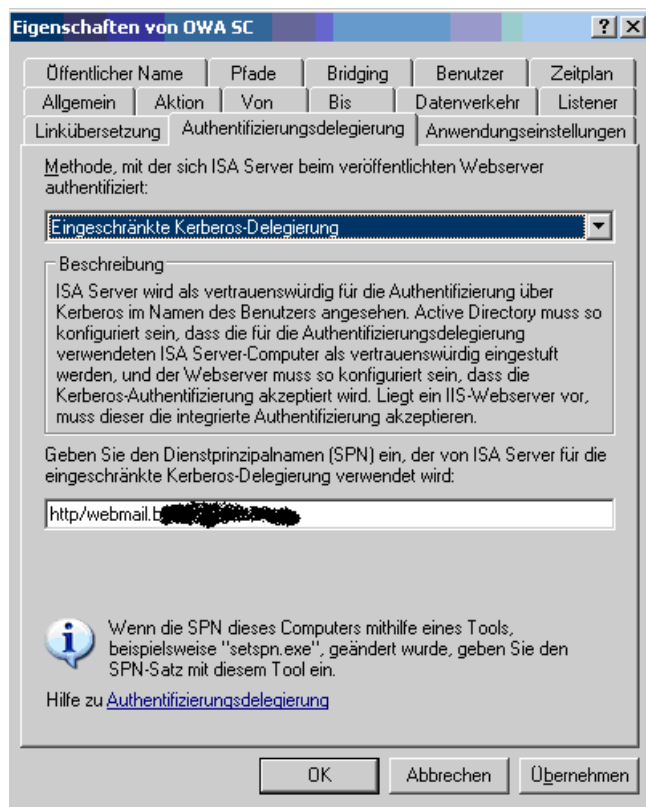 Eigenschaften von OWA SC
Öffentlicher Name Pfade Bridging Benutzer Zeitplan
Allgemein Aktion Von Bis Datenverkehr Listener
Linkübersetzung Authentifizierungsdelegierung Anwendungseinstellungen
Methode, mit der sich ISA Server beim veröffentlichten Webserver
authentifiziert:
Eingeschränkte Kerberos-Delegierung
Beschreibung
ISA Server wird als vertrauenswürdig für die Authentifizierung über
Kerberos im Namen des Benutzers angesehen. Active Directory muss so
konfiguriert sein, dass die für die Authentifizierungsdelegierung
verwendeten ISA Server-Computer als vertrauenswürdig eingestuft
werden, und der Webserver muss so konfiguriert sein, dass die
Kerberos-Authentifizierung akzeptiert wird. Liegt ein IIS-Webserver vor,
muss dieser die integrierte Authentifizierung akzeptieren.
Geben Sie den Dienstprinzipalnamen (SPN) ein, der von ISA Server für die
eingeschränkte Kerberos-Delegierung verwendet wird:
http/webmail.b
Wenn die SPN dieses Computers mithilfe eines Tools,
beispielsweise "setspn.exe", geändert wurde, geben Sie den
SPN-Satz mit diesem Tool ein.
Hilfe zu Authentifizierungsdelegierung
OK Abbrechen Übernehmen